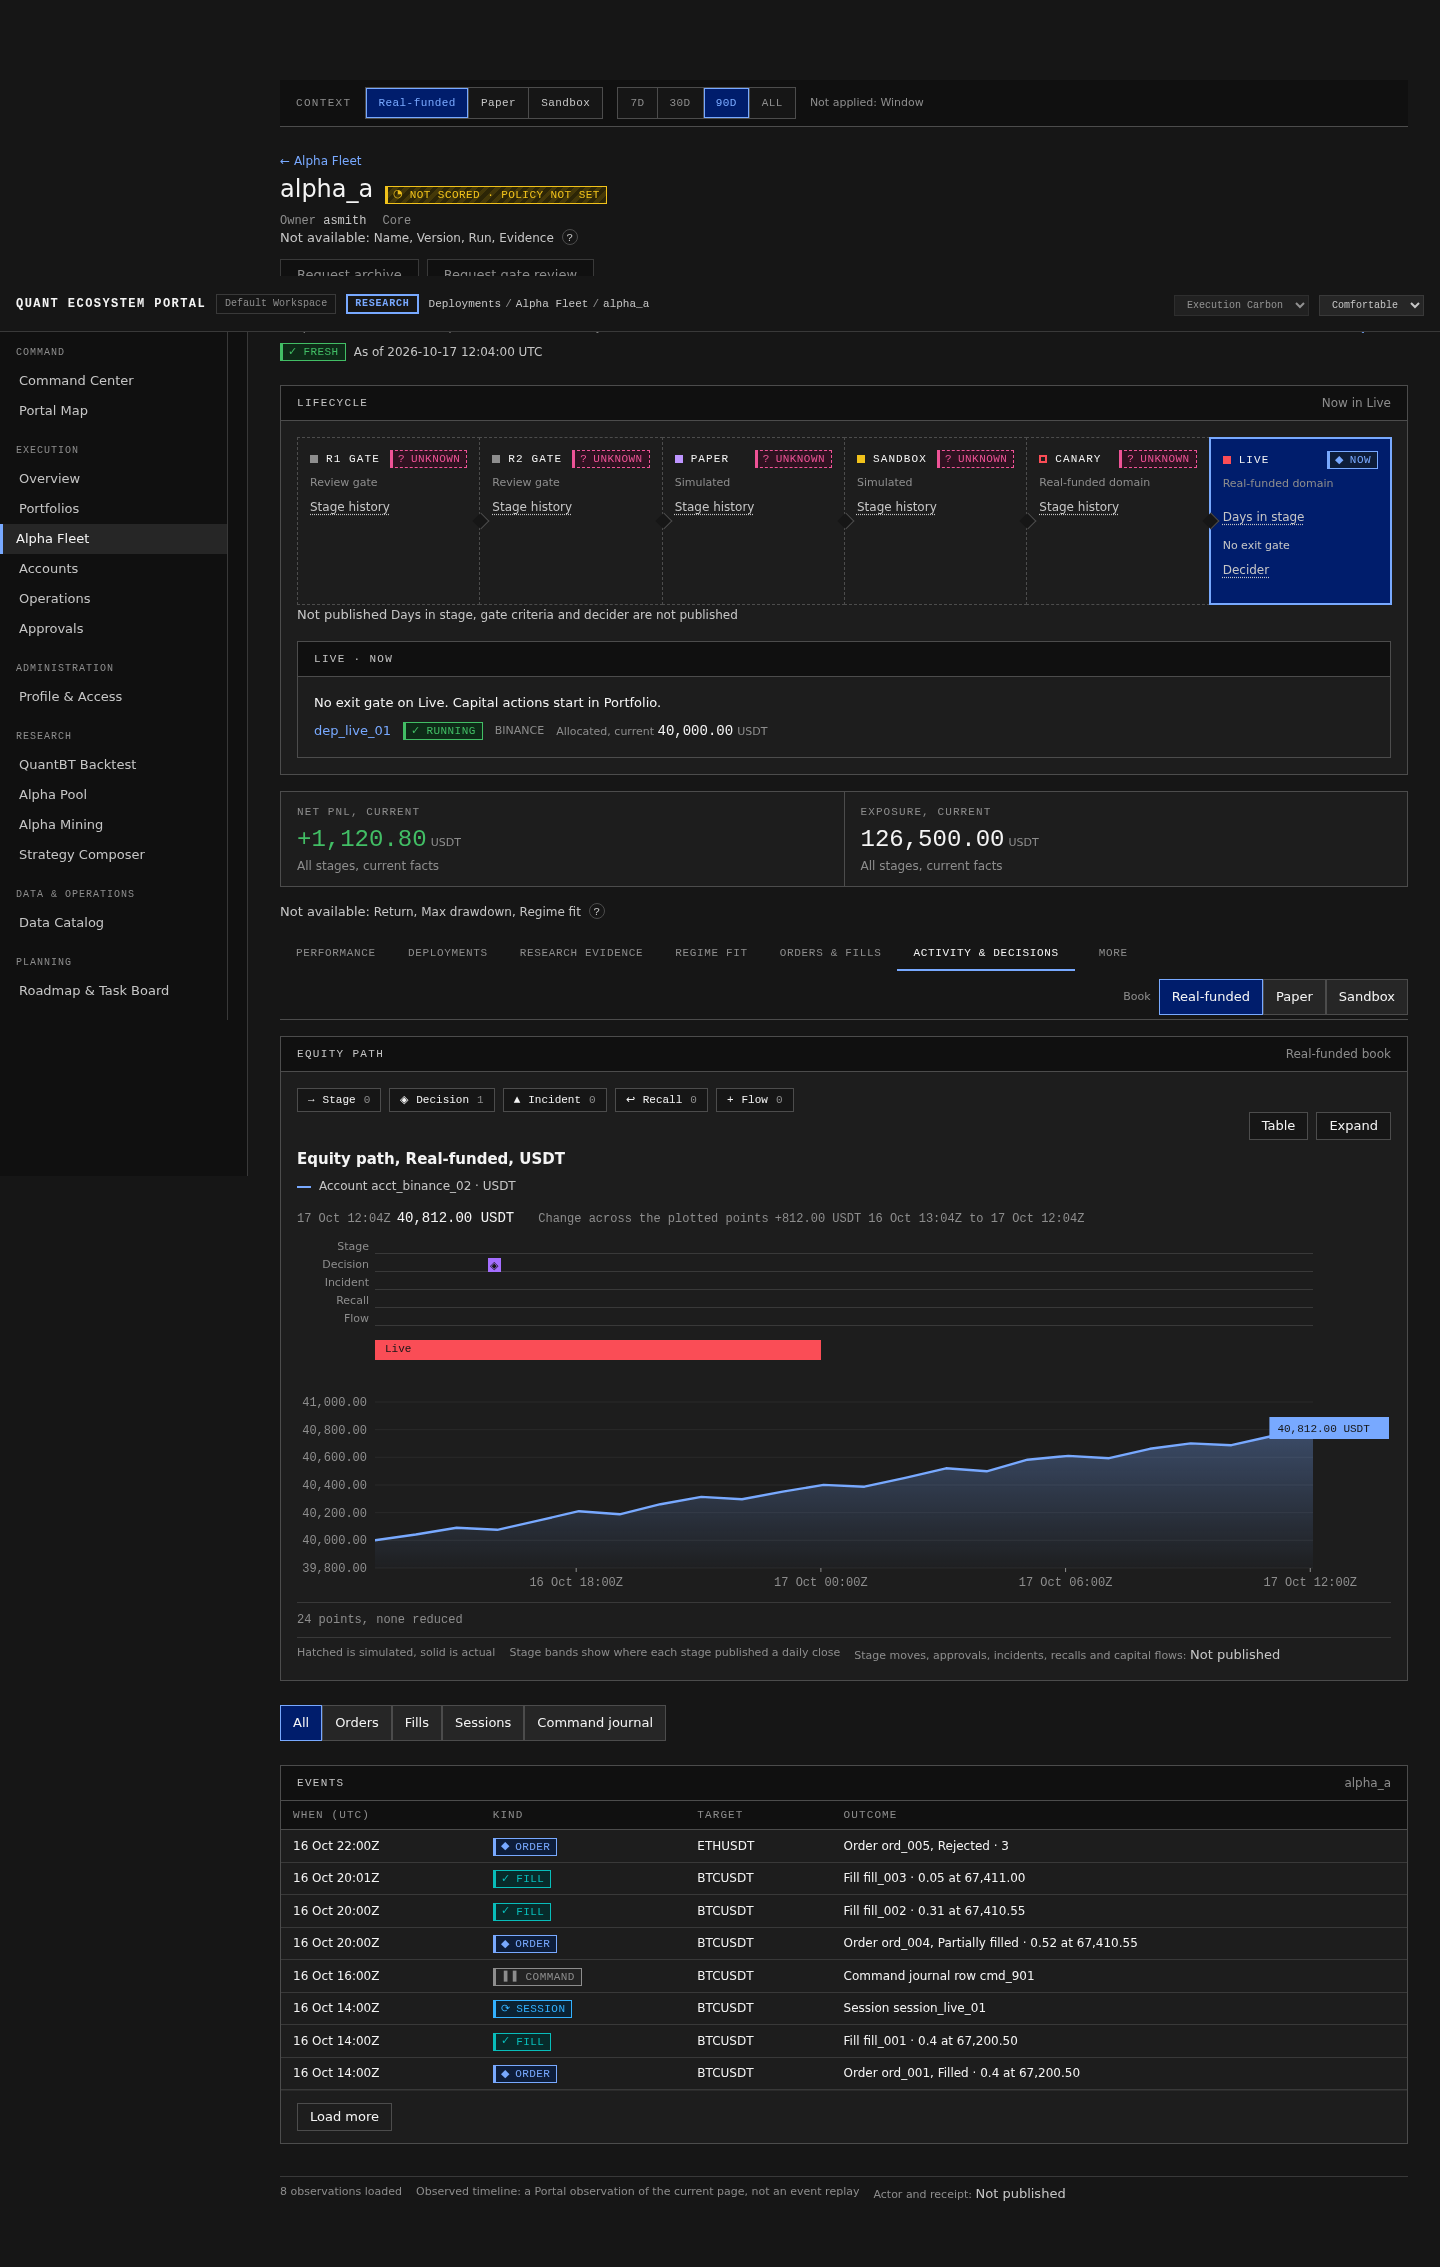 CONTEXT Real-funded Paper Sandbox 7D 30D 90D ALL Not applied: Window
← Alpha Fleet
alpha_a ◔ NOT SCORED · POLICY NOT SET
Owner asmith Core
Not available: Name, Version, Run, Evidence ?
Request archive Request gate review
QUANT ECOSYSTEM PORTAL Default Workspace RESEARCH Deployments / Alpha Fleet / alpha_a Execution Carbon Comfortable
COMMAND
Command Center
Portal Map
EXECUTION
Overview
Portfolios
Alpha Fleet
Accounts
Operations
Approvals
ADMINISTRATION
Profile & Access
RESEARCH
QuantBT Backtest
Alpha Pool
Alpha Mining
Strategy Composer
DATA & OPERATIONS
Data Catalog
PLANNING
Roadmap & Task Board
✓ FRESH As of 2026-10-17 12:04:00 UTC
LIFECYCLE Now in Live
R1 GATE ? UNKNOWN
Review gate
Stage history
R2 GATE ? UNKNOWN
Review gate
Stage history
PAPER ? UNKNOWN
Simulated
Stage history
SANDBOX ? UNKNOWN
Simulated
Stage history
CANARY ? UNKNOWN
Real-funded domain
Stage history
LIVE ◆ NOW
Real-funded domain
Days in stage
No exit gate
Decider
Not published Days in stage, gate criteria and decider are not published
LIVE · NOW
No exit gate on Live. Capital actions start in Portfolio.
dep_live_01 ✓ RUNNING BINANCE Allocated, current 40,000.00 USDT
NET PNL, CURRENT
+1,120.80 USDT
All stages, current facts
EXPOSURE, CURRENT
126,500.00 USDT
All stages, current facts
Not available: Return, Max drawdown, Regime fit ?
PERFORMANCE DEPLOYMENTS RESEARCH EVIDENCE REGIME FIT ORDERS & FILLS ACTIVITY & DECISIONS MORE
Book Real-funded Paper Sandbox
EQUITY PATH Real-funded book
→ Stage 0 ◈ Decision 1 ▲ Incident 0 ↩ Recall 0 + Flow 0
Table Expand
Equity path, Real-funded, USDT
Account acct_binance_02 · USDT
17 Oct 12:04Z 40,812.00 USDT Change across the plotted points +812.00 USDT 16 Oct 13:04Z to 17 Oct 12:04Z
Stage
Decision
Incident
Recall
Flow
Live
41,000.00
40,800.00
40,812.00 USDT
40,600.00
40,400.00
40,200.00
40,000.00
39,800.00
16 Oct 18:00Z 17 Oct 00:00Z 17 Oct 06:00Z 17 Oct 12:00Z
24 points, none reduced
Hatched is simulated, solid is actual Stage bands show where each stage published a daily close Stage moves, approvals, incidents, recalls and capital flows: Not published
All Orders Fills Sessions Command journal
EVENTS alpha_a
WHEN (UTC) KIND TARGET OUTCOME
16 Oct 22:00Z ◆ ORDER ETHUSDT Order ord_005, Rejected · 3
16 Oct 20:01Z ✓ FILL BTCUSDT Fill fill_003 · 0.05 at 67,411.00
16 Oct 20:00Z ✓ FILL BTCUSDT Fill fill_002 · 0.31 at 67,410.55
16 Oct 20:00Z ◆ ORDER BTCUSDT Order ord_004, Partially filled · 0.52 at 67,410.55
16 Oct 16:00Z ❚❚ COMMAND BTCUSDT Command journal row cmd_901
16 Oct 14:00Z ⟳ SESSION BTCUSDT Session session_live_01
16 Oct 14:00Z ✓ FILL BTCUSDT Fill fill_001 · 0.4 at 67,200.50
16 Oct 14:00Z ◆ ORDER BTCUSDT Order ord_001, Filled · 0.4 at 67,200.50
Load more
8 observations loaded Observed timeline: a Portal observation of the current page, not an event replay Actor and receipt: Not published